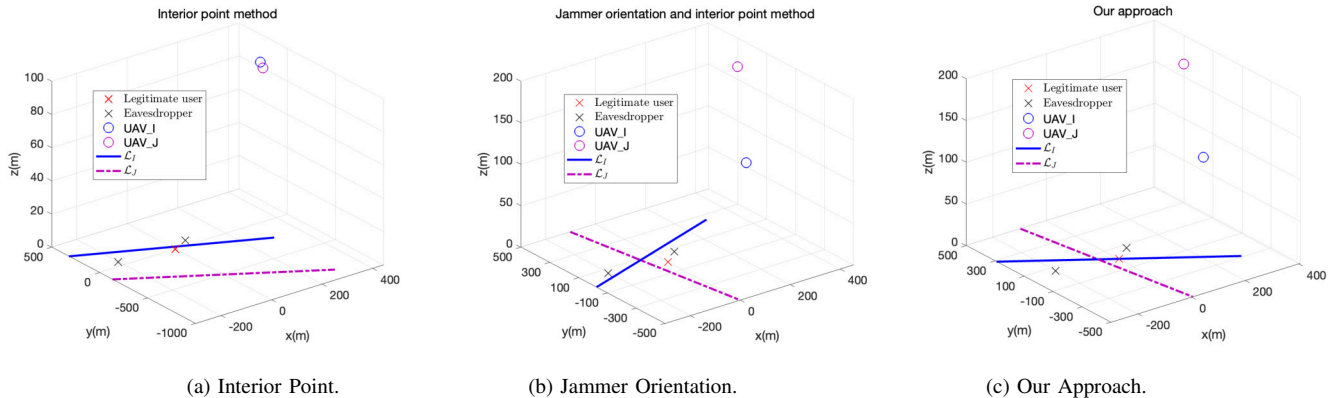 Interior point method
100
80
60
40
20
0
z(m)
500
0
-500
-1000
y(m)
-200
0
200
400
x(m)
× Legitimate user
× Eavesdropper
UAV_I
UAV_J
ℒ_I
ℒ_J
(a) Interior Point.
Jammer orientation and interior point method
200
150
100
50
0
z(m)
500
300
100
-100
-300
-500
y(m)
-200
0
200
400
x(m)
× Legitimate user
× Eavesdropper
UAV_I
UAV_J
ℒ_I
ℒ_J
(b) Jammer Orientation.
Our approach
200
150
100
50
0
z(m)
500
300
100
-100
-300
-500
y(m)
-200
0
200
400
x(m)
× Legitimate user
× Eavesdropper
UAV_I
UAV_J
ℒ_I
ℒ_J
(c) Our Approach.